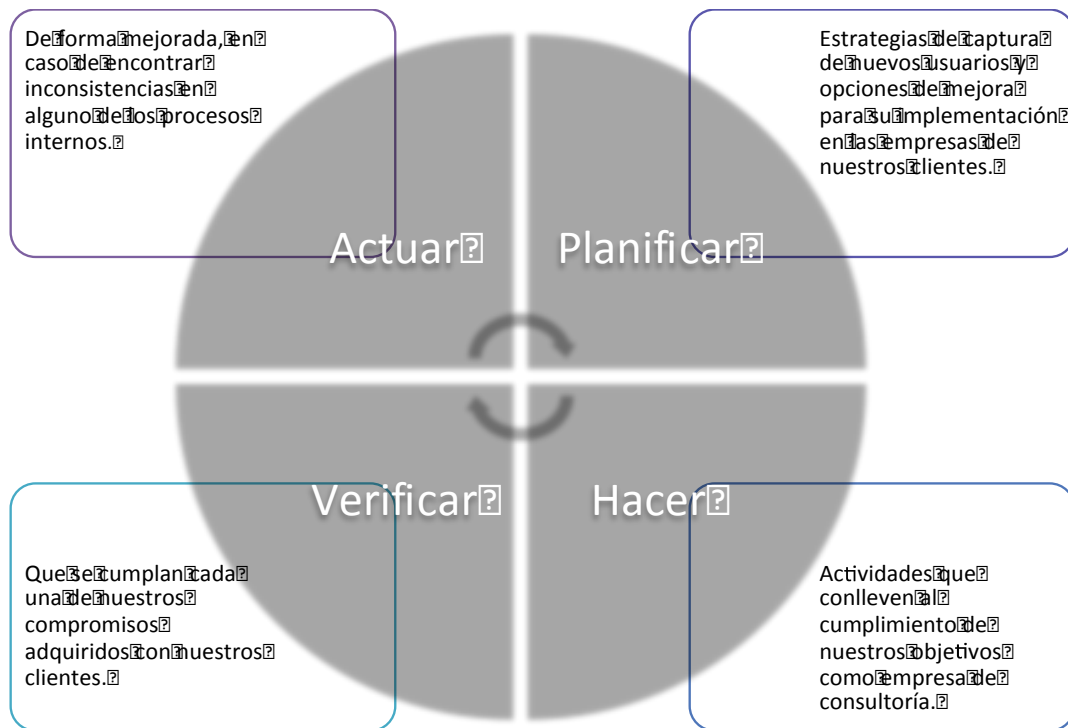 De forma mejorada, en
caso de encontrar
inconsistencias en
alguno de los procesos
internos.
Estrategias de captura
de nuevos usuarios y
opciones de mejora
para su implementación
en las empresas de
nuestros clientes.
Actuar
Planificar
Verificar
Hacer
Que se cumplan cada
una de nuestros
compromisos
adquiridos con nuestros
clientes.
Actividades que
conlleven al
cumplimiento de
nuestros objetivos
como empresa de
consultoría.